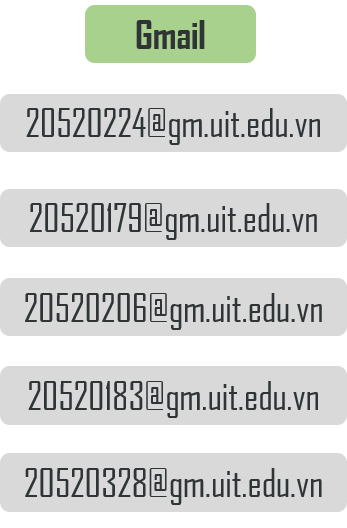 Gmail
20520224@gm.uit.edu.vn
20520179@gm.uit.edu.vn
20520206@gm.uit.edu.vn
20520183@gm.uit.edu.vn
20520328@gm.uit.edu.vn